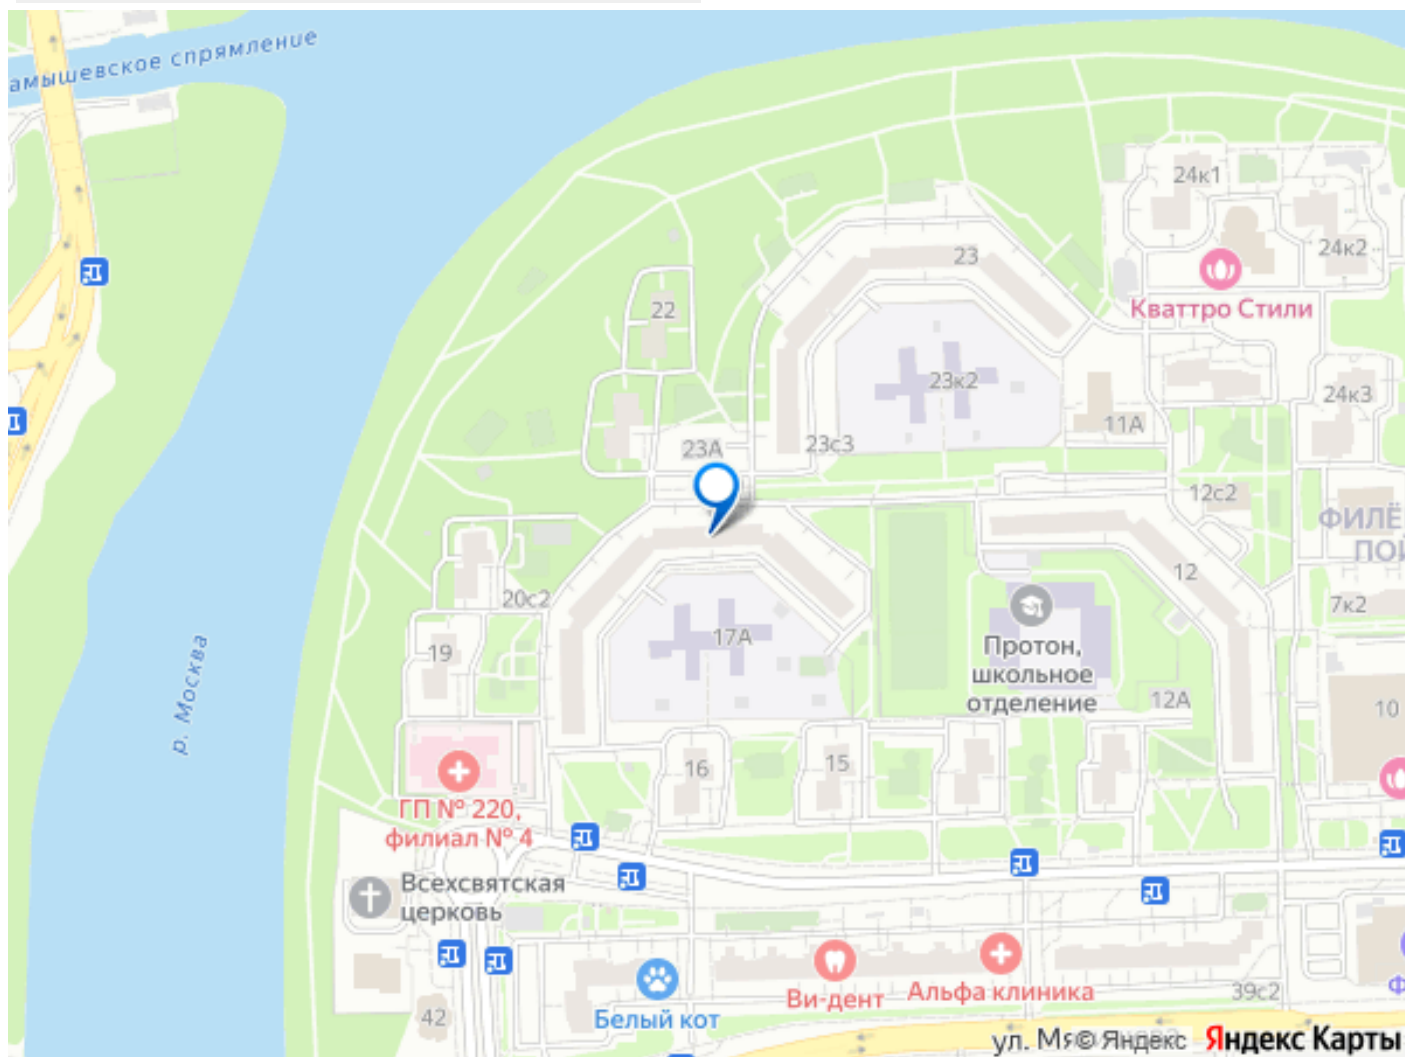 амышевское спрямление
24к1
24к2
23
Кваттро Стили
22
23к2
24к3
11А
23А
23с3
12с2
ФИЛЁ
ПОЙ
12
20с2
7к2
17А
19
Протон,
школьное
отделение
12А
р. Москва
10
16
15
ГП № 220,
филиал № 4
Всехсвятская
церковь
Ви-дент
Альфа клиника
39с2
Ф
Белый кот
42
ул. Мя
© Яндекс
Яндекс Карты